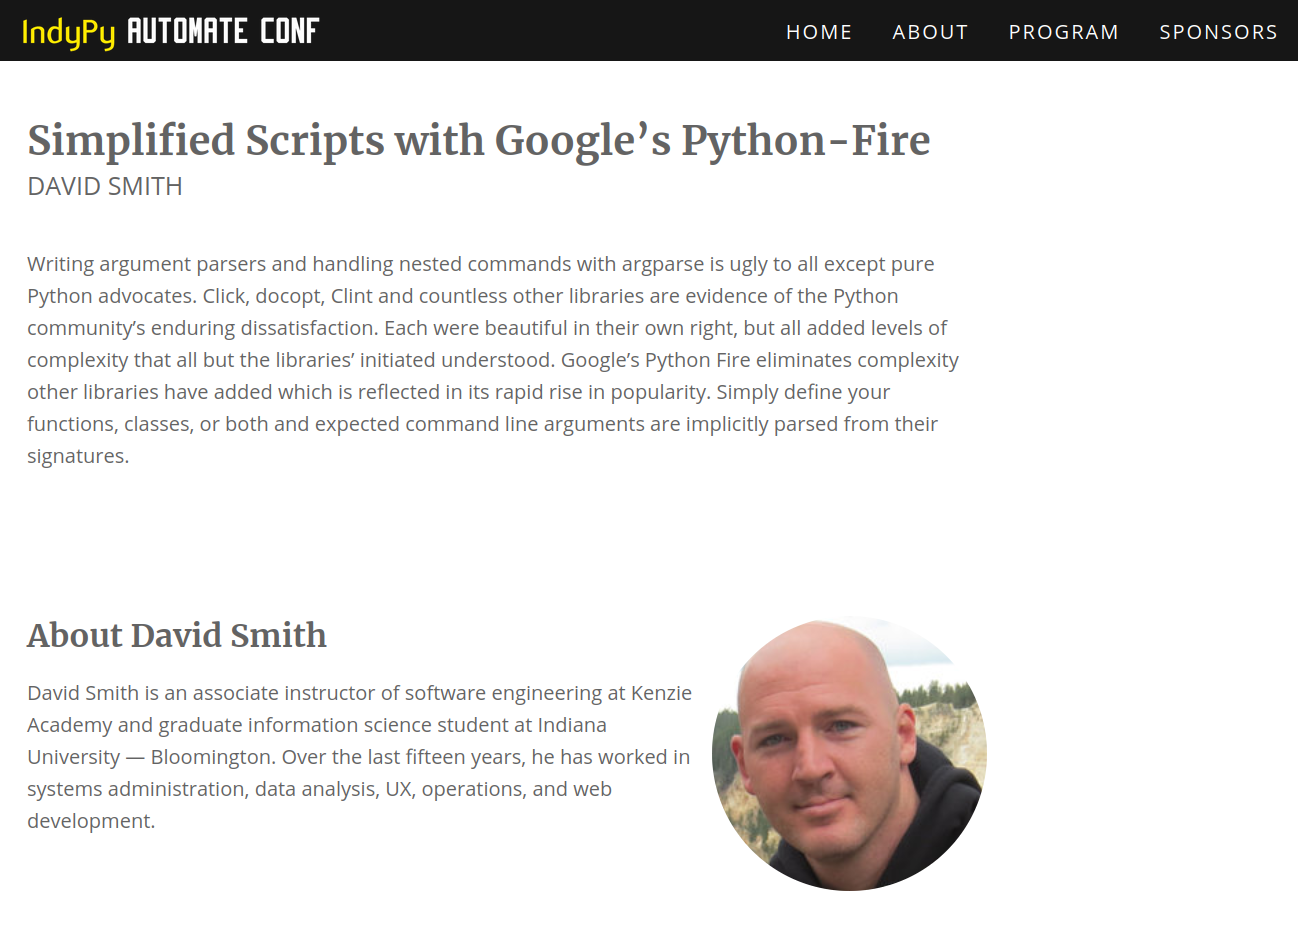 IndyPy AUTOMATE CONF
HOME ABOUT PROGRAM SPONSORS
Simplified Scripts with Google’s Python-Fire
DAVID SMITH
Writing argument parsers and handling nested commands with argparse is ugly to all except pure
Python advocates. Click, docopt, Clint and countless other libraries are evidence of the Python
community’s enduring dissatisfaction. Each were beautiful in their own right, but all added levels of
complexity that all but the libraries’ initiated understood. Google’s Python Fire eliminates complexity
other libraries have added which is reflected in its rapid rise in popularity. Simply define your
functions, classes, or both and expected command line arguments are implicitly parsed from their
signatures.
About David Smith
David Smith is an associate instructor of software engineering at Kenzie
Academy and graduate information science student at Indiana
University — Bloomington. Over the last fifteen years, he has worked in
systems administration, data analysis, UX, operations, and web
development.